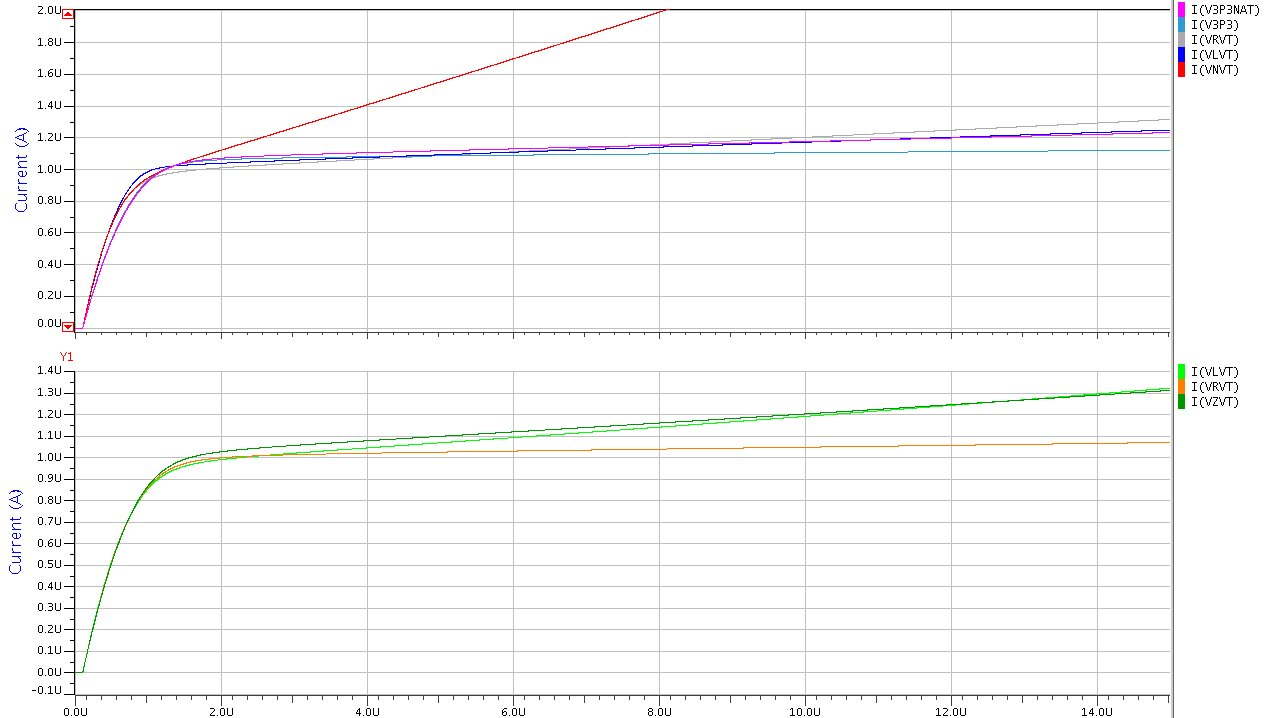 2.0U
1.8U
1.6U
1.4U
1.2U
1.0U
0.8U
0.6U
0.4U
0.2U
0.0U
Current (A)
I(V3P3NAT)
I(V3P3)
I(VRVT)
I(VLVT)
I(VNVT)
Y1
1.4U
1.3U
1.2U
1.1U
1.0U
0.9U
0.8U
0.7U
0.6U
0.5U
0.4U
0.3U
0.2U
0.1U
0.0U
-0.1U
Current (A)
I(VLVT)
I(VRVT)
I(VZVT)
0.0U 2.0U 4.0U 6.0U 8.0U 10.0U 12.0U 14.0U